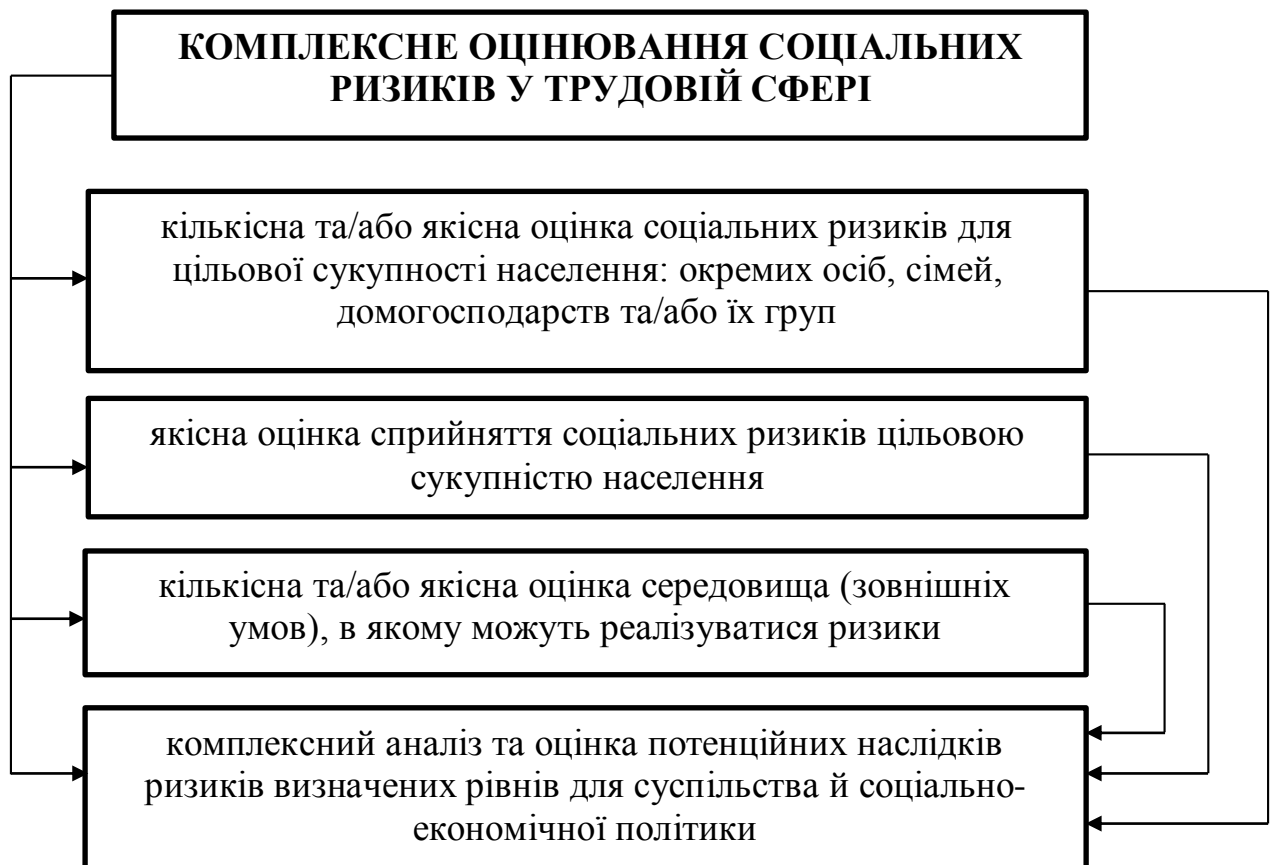 КОМПЛЕКСНЕ ОЦІНЮВАННЯ СОЦІАЛЬНИХ
РИЗИКІВ У ТРУДОВІЙ СФЕРІ
кількісна та/або якісна оцінка соціальних ризиків для
цільової сукупності населення: окремих осіб, сімей,
домогосподарств та/або їх груп
якісна оцінка сприйняття соціальних ризиків цільовою
сукупністю населення
кількісна та/або якісна оцінка середовища (зовнішніх
умов), в якому можуть реалізуватися ризики
комплексний аналіз та оцінка потенційних наслідків
ризиків визначених рівнів для суспільства й соціально-
економічної політики